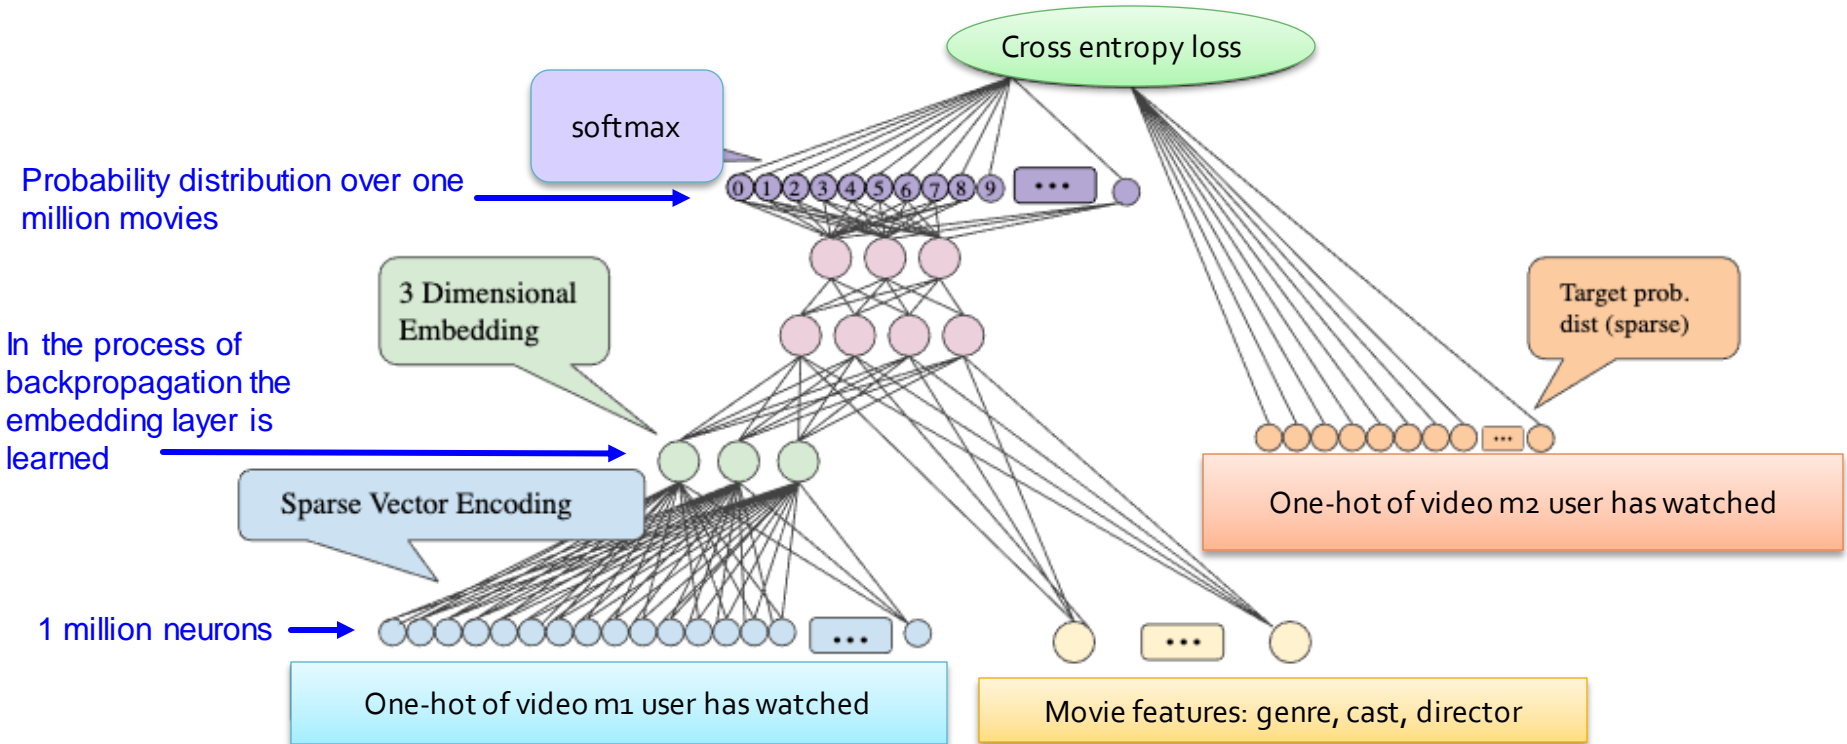 Cross entropy loss
softmax
Probability distribution over one
million movies
0 1 2 3 4 5 6 7 8 9 •••
3 Dimensional
Embedding
Target prob.
dist (sparse)
In the process of
backpropagation the
embedding layer is
learned
•••
One-hot of video m2 user has watched
Sparse Vector Encoding
1 million neurons
•••
•••
One-hot of video m1 user has watched
Movie features: genre, cast, director